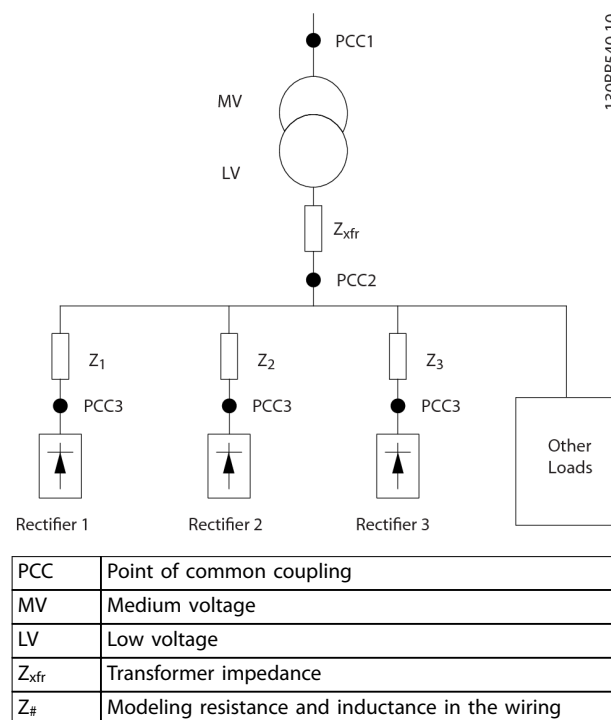 130BB540.10
PCC1
MV
LV
Zxfr
PCC2
Z1 Z2 Z3
PCC3 PCC3 PCC3
Other
Loads
Rectifier 1 Rectifier 2 Rectifier 3
PCC Point of common coupling
MV Medium voltage
LV Low voltage
Zxfr Transformer impedance
Z# Modeling resistance and inductance in the wiring